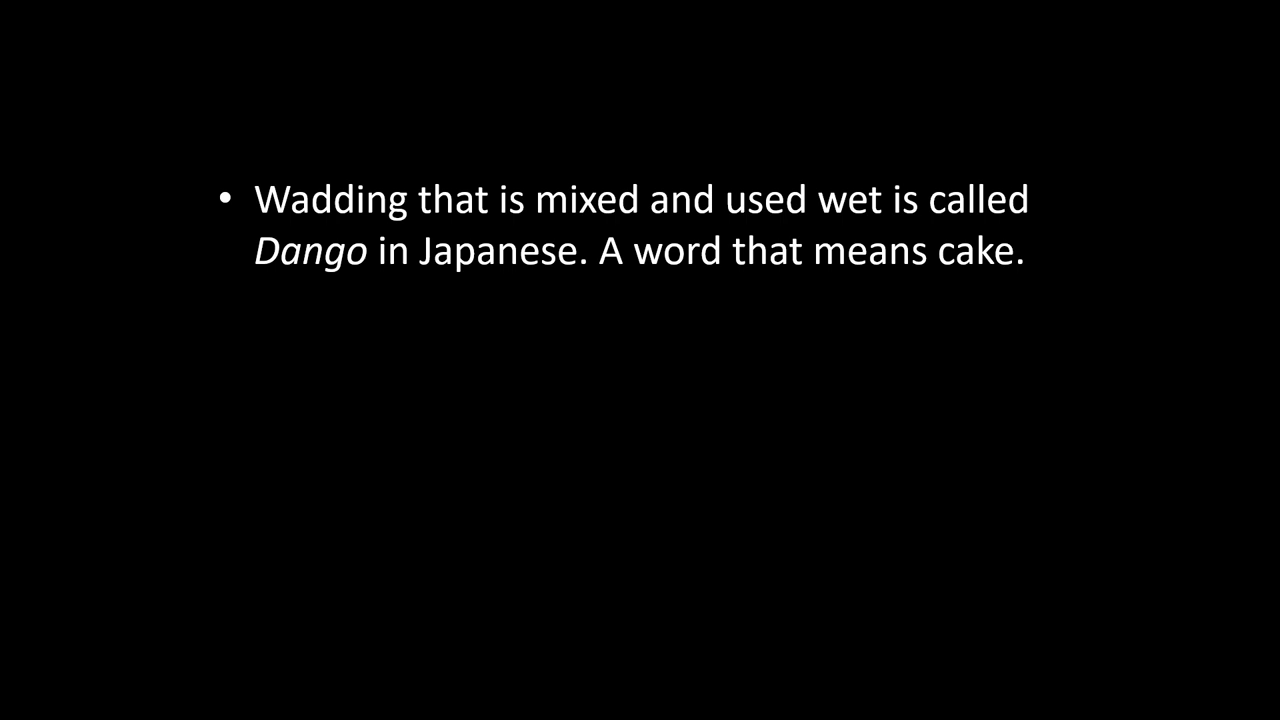 • Wadding that is mixed and used wet is called
Dango in Japanese. A word that means cake.